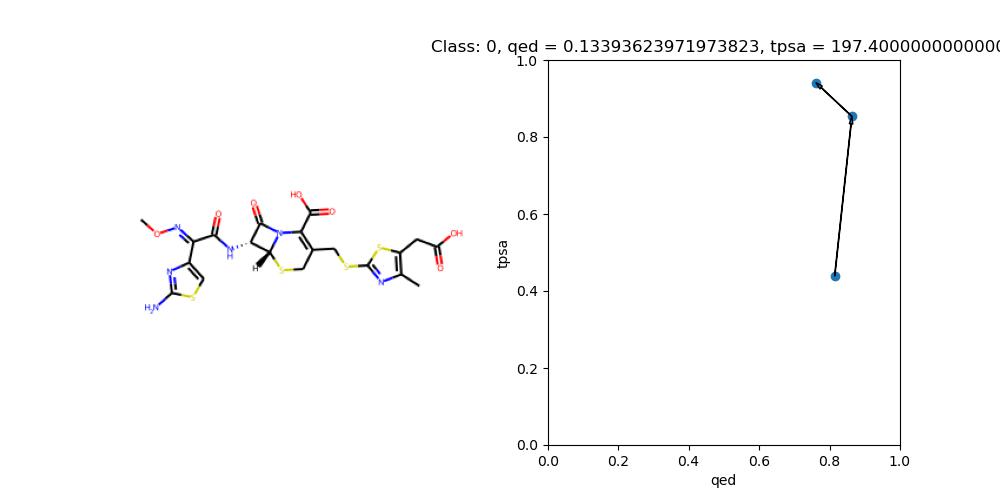 Class: 0, qed = 0.13393623971973823, tpsa = 197.4000000000000
1.0
0.8
0.6
0.4
0.2
0.0
tpsa
0.0 0.2 0.4 0.6 0.8 1.0
qed
HO
O
O
O
OH
O
N
N
O
N
H
S
H
S
S
N
O
N
S
H2N